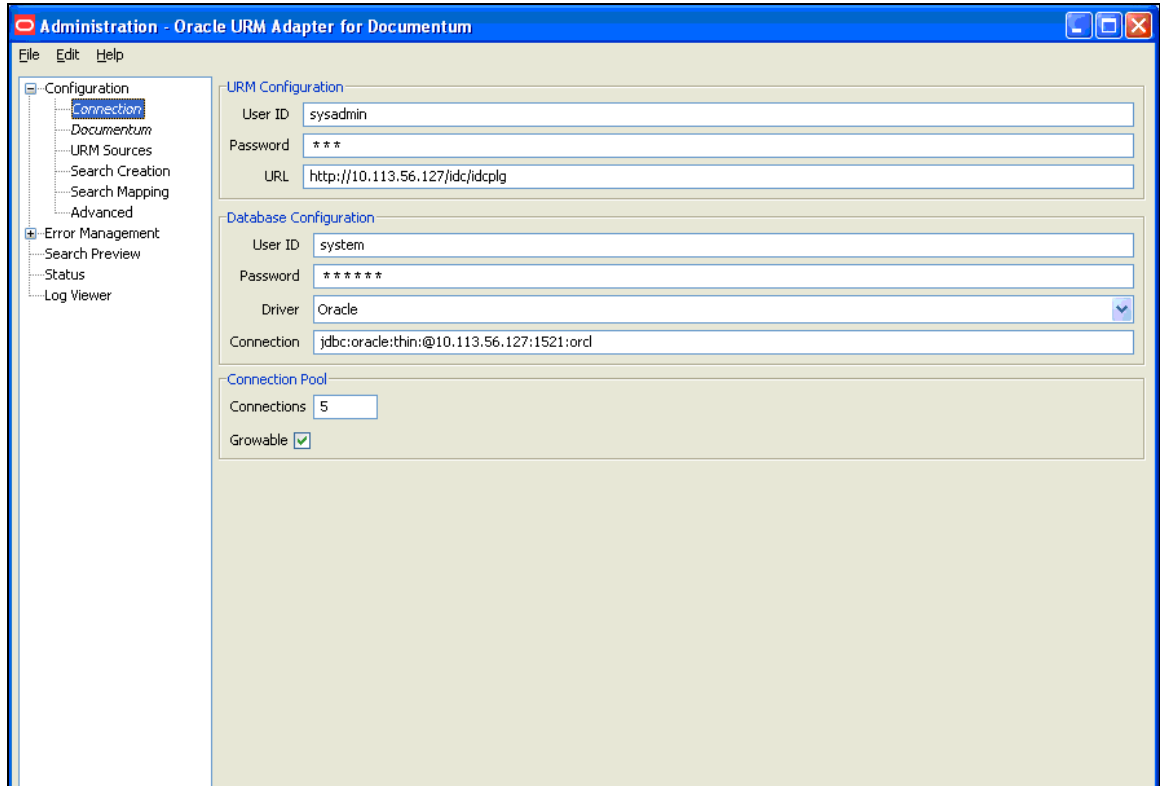 Administration - Oracle URM Adapter for Documentum
File Edit Help
Configuration
Connection
Documentum
URM Sources
Search Creation
Search Mapping
Advanced
Error Management
Search Preview
Status
Log Viewer
URM Configuration
User ID sysadmin
Password ***
URL http://10.113.56.127/idc/idcplg
Database Configuration
User ID system
Password ******
Driver Oracle
Connection jdbc:oracle:thin:@10.113.56.127:1521:orcl
Connection Pool
Connections 5
Growable